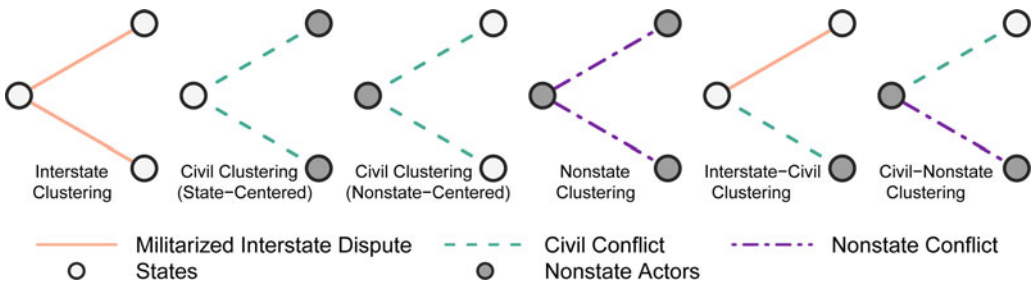 Interstate
Clustering
Civil Clustering
(State−Centered)
Civil Clustering
(Nonstate−Centered)
Nonstate
Clustering
Interstate−Civil
Clustering
Civil−Nonstate
Clustering
Militarized Interstate Dispute
Civil Conflict
Nonstate Conflict
States
Nonstate Actors